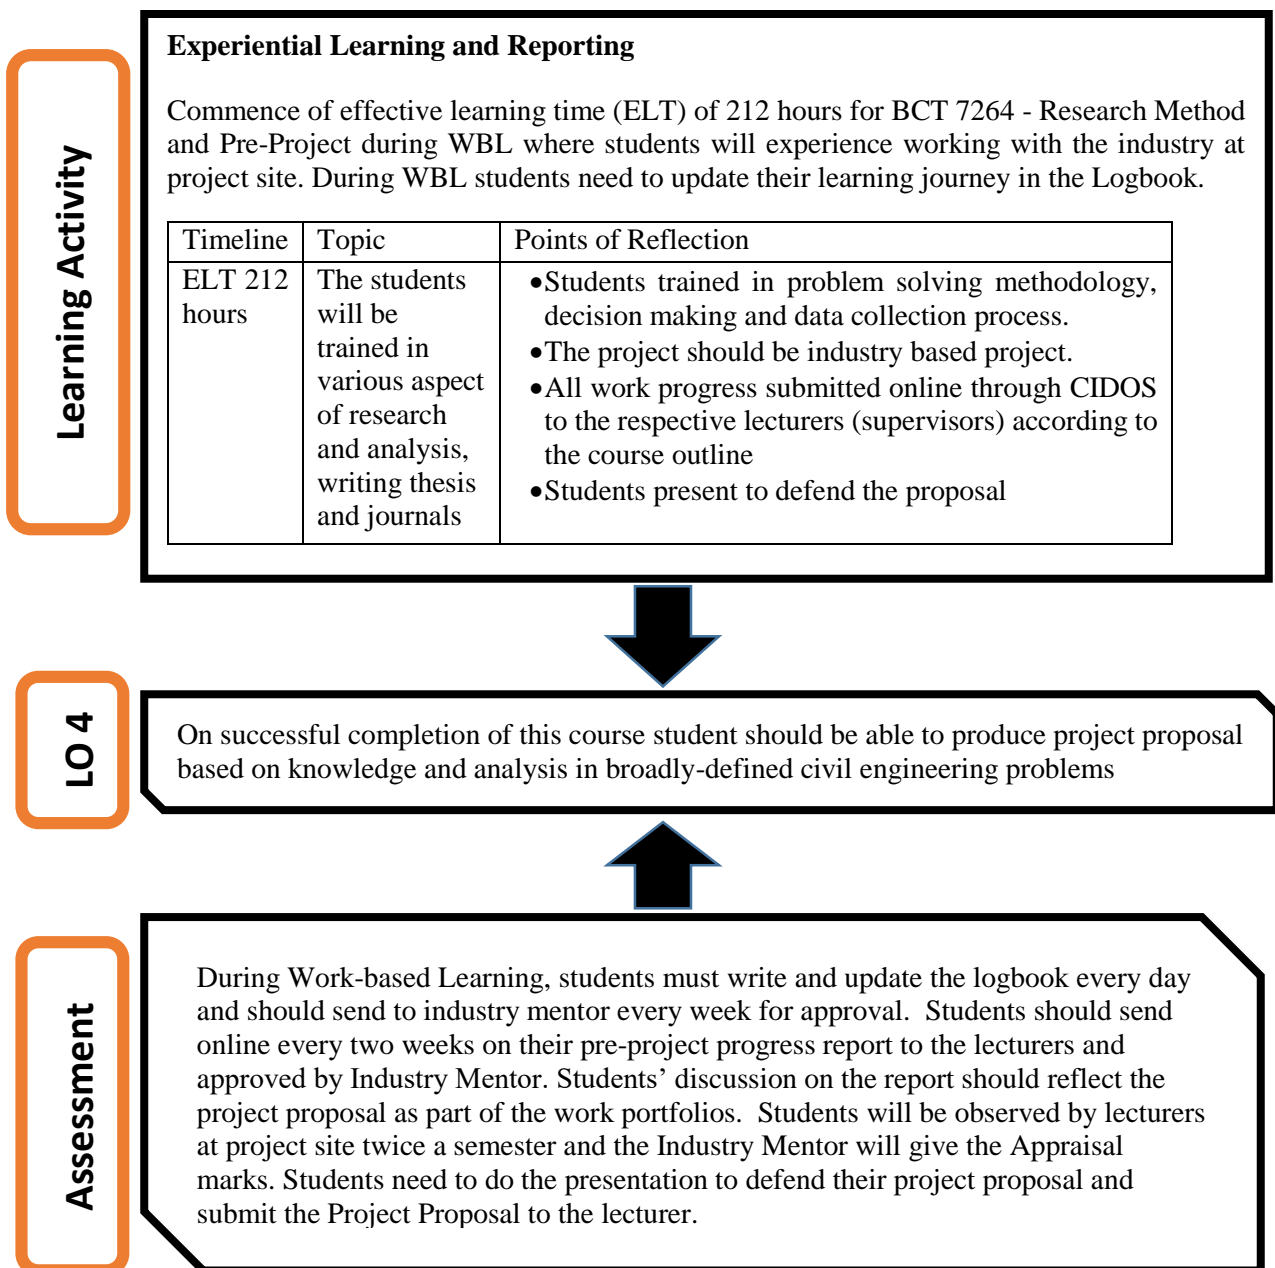 Learning Activity
Experiential Learning and Reporting
Commence of effective learning time (ELT) of 212 hours for BCT 7264 - Research Method
and Pre-Project during WBL where students will experience working with the industry at
project site. During WBL students need to update their learning journey in the Logbook.
Timeline Topic Points of Reflection
ELT 212
hours
The students
will be
trained in
various aspect
of research
and analysis,
writing thesis
and journals
•Students trained in problem solving methodology,
decision making and data collection process.
•The project should be industry based project.
•All work progress submitted online through CIDOS
to the respective lecturers (supervisors) according to
the course outline
•Students present to defend the proposal
LO 4
On successful completion of this course student should be able to produce project proposal
based on knowledge and analysis in broadly-defined civil engineering problems
Assessment
During Work-based Learning, students must write and update the logbook every day
and should send to industry mentor every week for approval.  Students should send
online every two weeks on their pre-project progress report to the lecturers and
approved by Industry Mentor. Students’ discussion on the report should reflect the
project proposal as part of the work portfolios.  Students will be observed by lecturers
at project site twice a semester and the Industry Mentor will give the Appraisal
marks. Students need to do the presentation to defend their project proposal and
submit the Project Proposal to the lecturer.